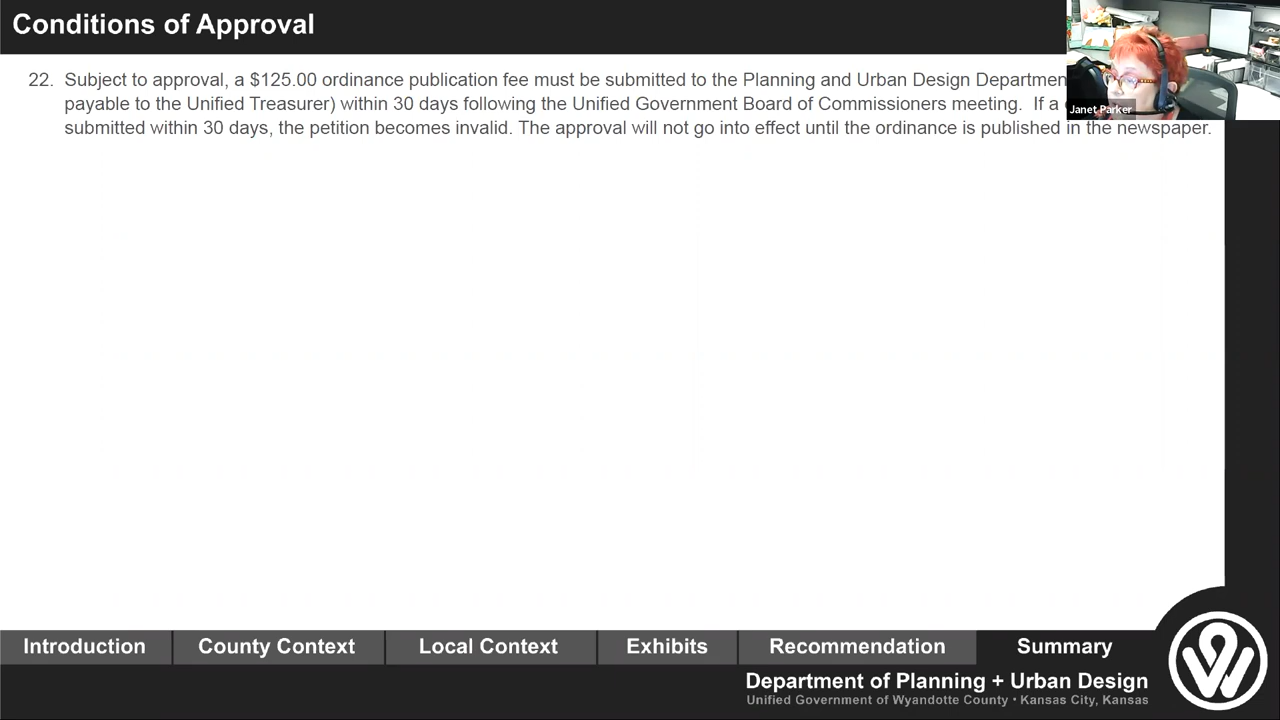 Conditions of Approval
22. Subject to approval, a $125.00 ordinance publication fee must be submitted to the Planning and Urban Design
payable to the Unified Treasurer) within 30 days following the Unified Government Board of Commissioners meeting. If a
submitted within 30 days, the petition becomes invalid. The approval will not go into effect until the ordinance is published in the newspaper.
Janet Parker
Introduction
County Context
Local Context
Exhibits
Recommendation
Summary
Department of Planning + Urban Design
Unified Government of Wyandotte County • Kansas City, Kansas